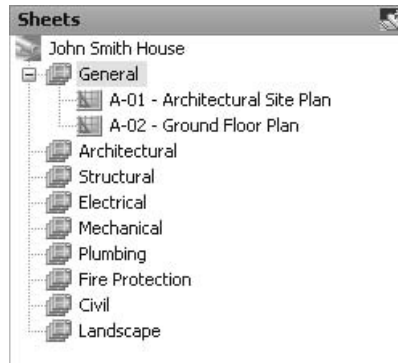 Sheets
John Smith House
General
A-01 - Architectural Site Plan
A-02 - Ground Floor Plan
Architectural
Structural
Electrical
Mechanical
Plumbing
Fire Protection
Civil
Landscape